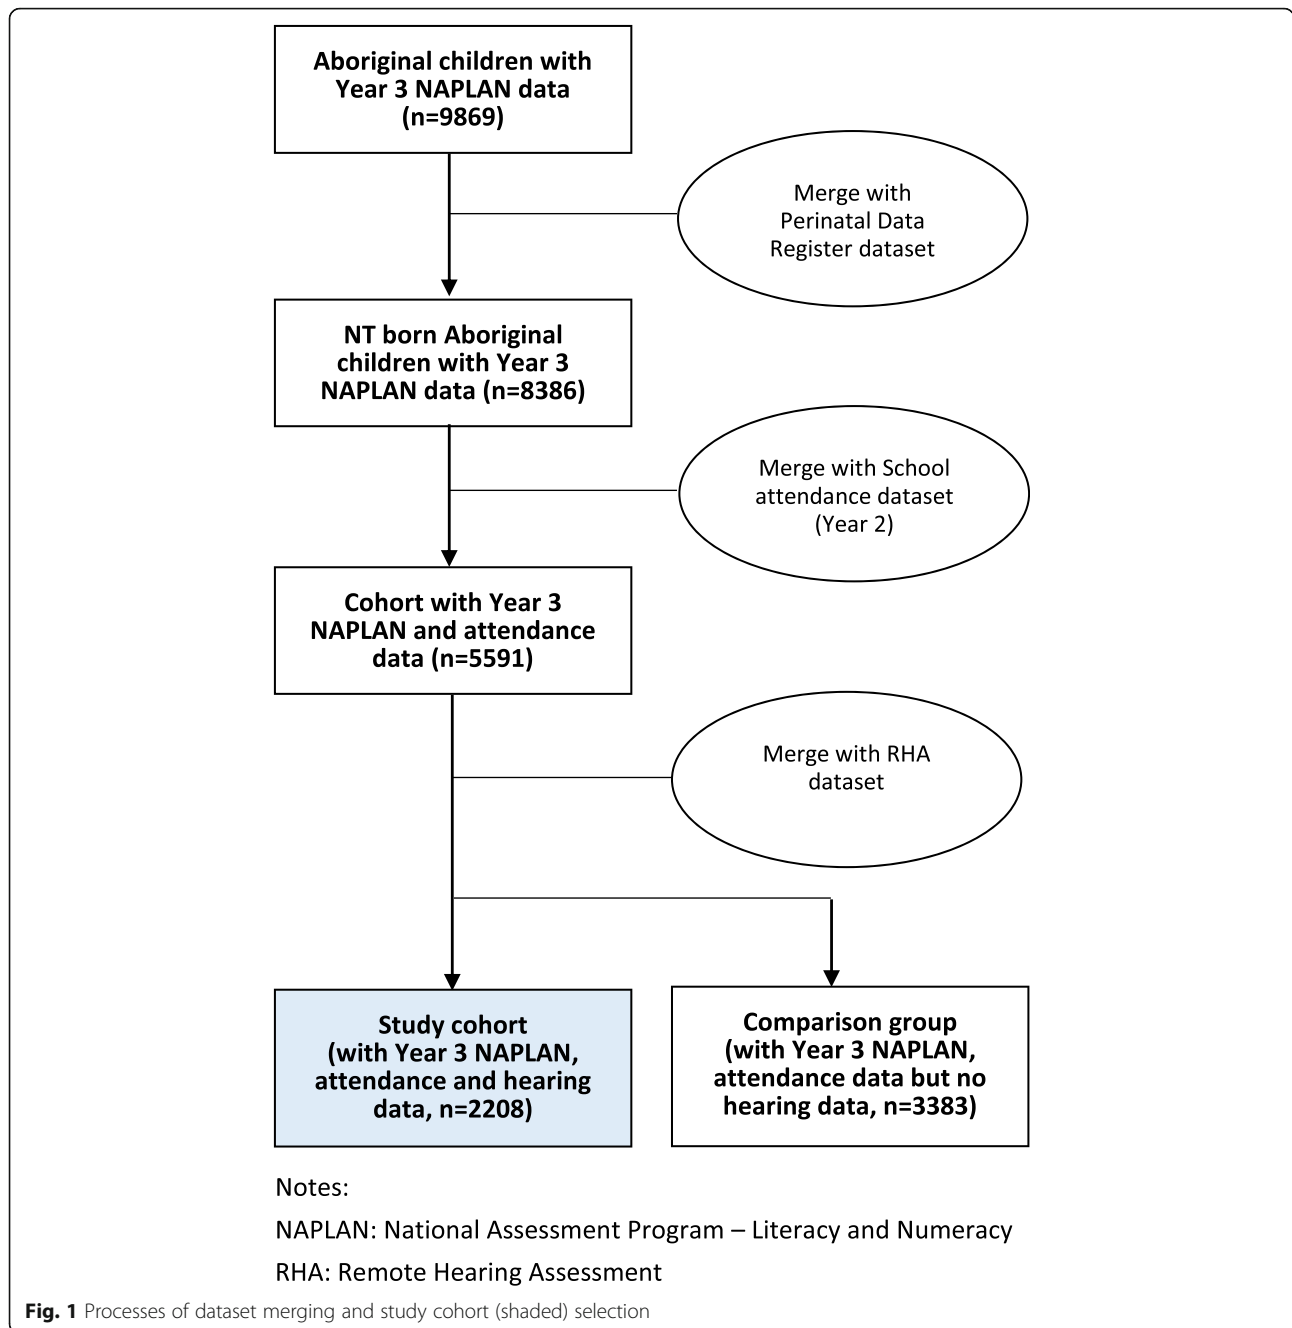 Aboriginal children with
Year 3 NAPLAN data
(n=9869)
Merge with
Perinatal Data
Register dataset
NT born Aboriginal
children with Year 3
NAPLAN data (n=8386)
Merge with School
attendance dataset
(Year 2)
Cohort with Year 3
NAPLAN and attendance
data (n=5591)
Merge with RHA
dataset
Study cohort
(with Year 3 NAPLAN,
attendance and hearing
data, n=2208)
Comparison group
(with Year 3 NAPLAN,
attendance data but no
hearing data, n=3383)
Notes:
NAPLAN: National Assessment Program – Literacy and Numeracy
RHA: Remote Hearing Assessment
Fig. 1 Processes of dataset merging and study cohort (shaded) selection